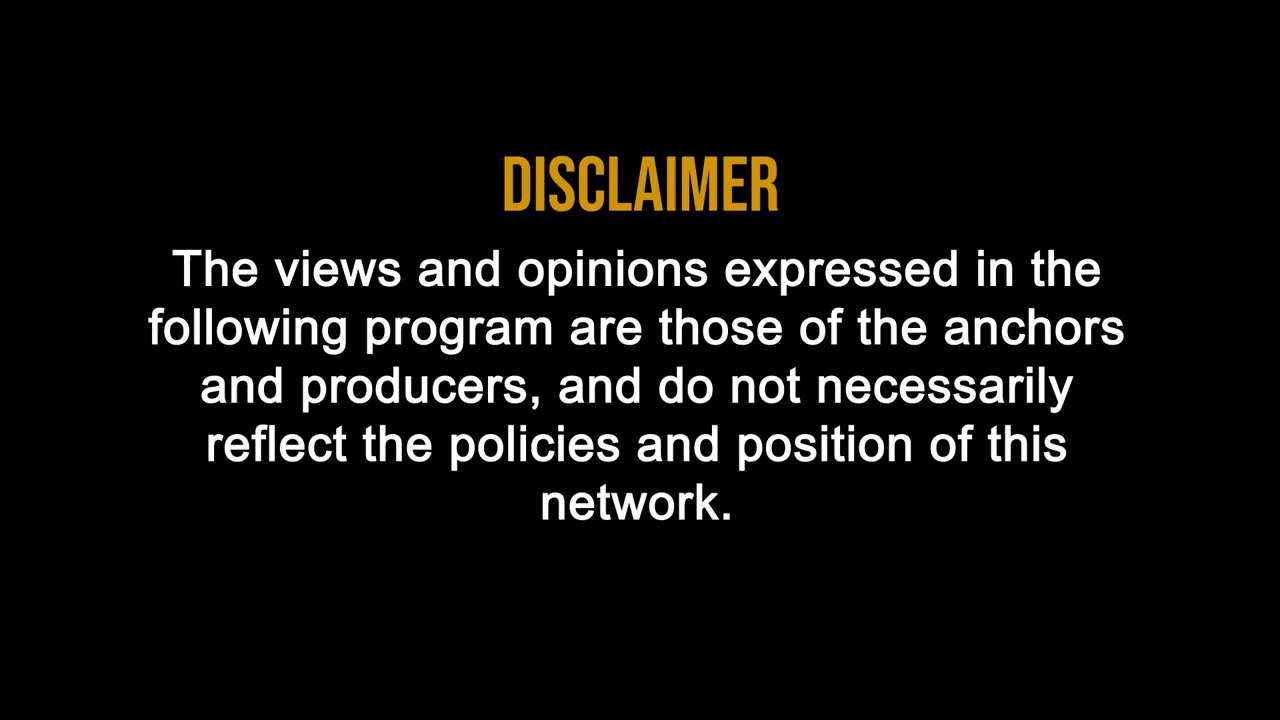 DISCLAIMER
The views and opinions expressed in the
following program are those of the anchors
and producers, and do not necessarily
reflect the policies and position of this
network.